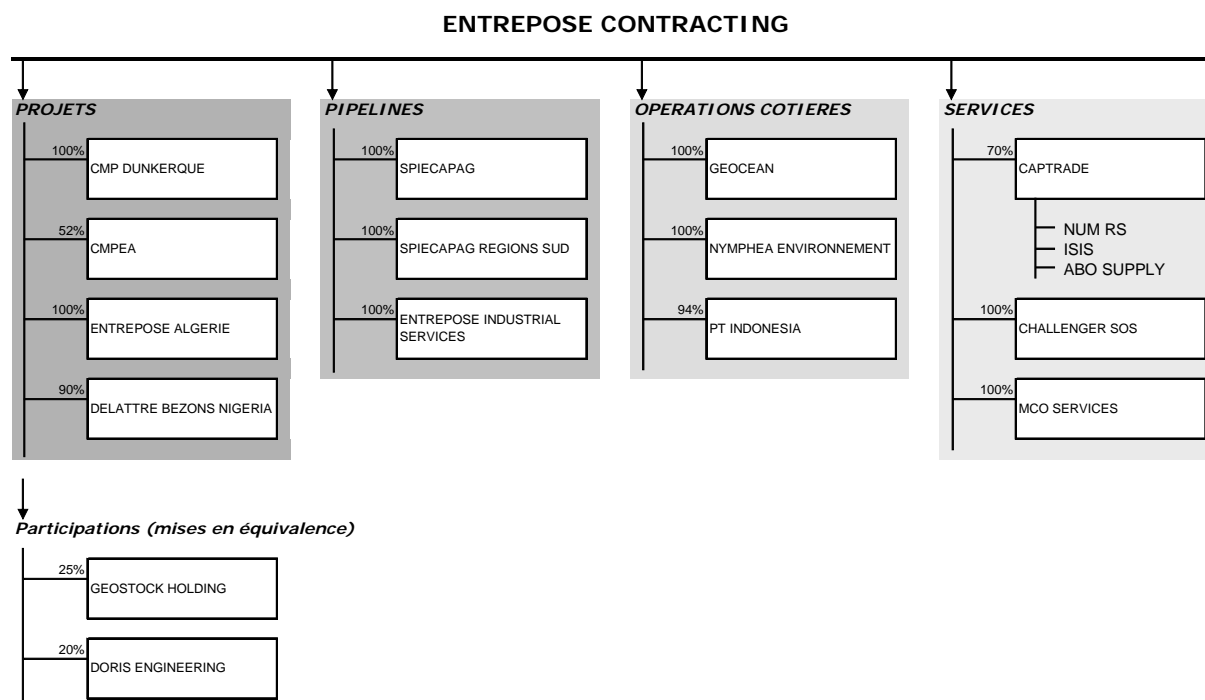 ENTREPOSE CONTRACTING
PROJETS
100%
CMP DUNKERQUE
52%
CMPEA
100%
ENTREPOSE ALGERIE
90%
DELATTRE BEZONS NIGERIA
PIPELINES
100%
SPIECAPAG
100%
SPIECAPAG REGIONS SUD
100%
ENTREPOSE INDUSTRIAL
SERVICES
OPERATIONS COTIERES
100%
GEOCEAN
100%
NYMPHEA ENVIRONNEMENT
94%
PT INDONESIA
SERVICES
70%
CAPTRADE
NUM RS
ISIS
ABO SUPPLY
100%
CHALLENGER SOS
100%
MCO SERVICES
Participations (mises en équivalence)
25%
GEOSTOCK HOLDING
20%
DORIS ENGINEERING